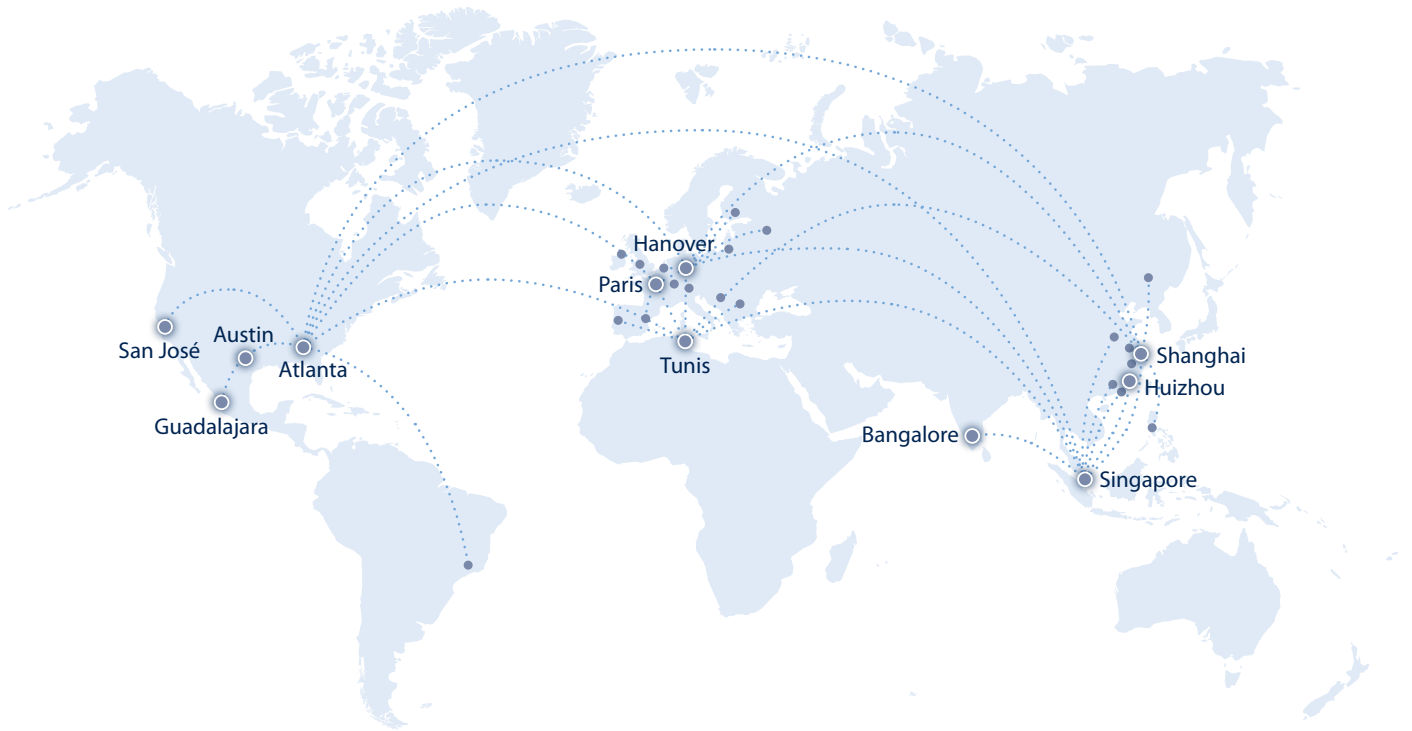 Hanover
Paris
Austin
San José
Atlanta
Tunis
Shanghai
Huizhou
Guadalajara
Bangalore
Singapore